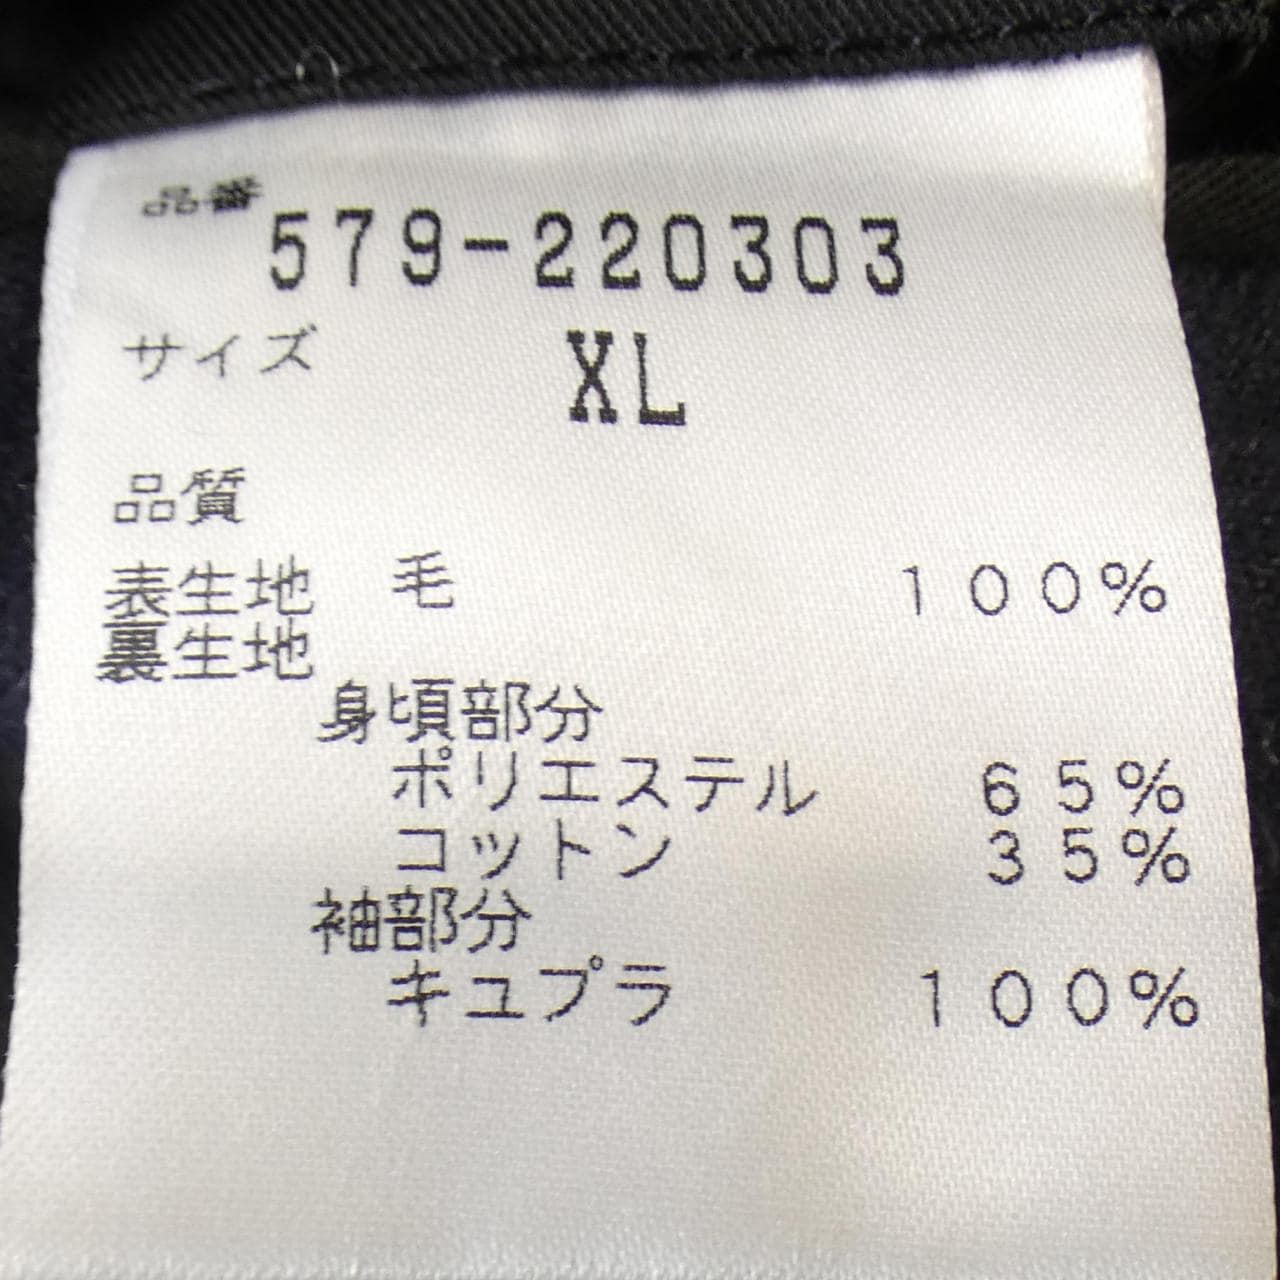 品番 579-220303
サイズ XL
品質
表生地 毛 100%
裏生地
身頃部分
ポリエステル 65%
コットン 35%
袖部分
キュプラ 100%